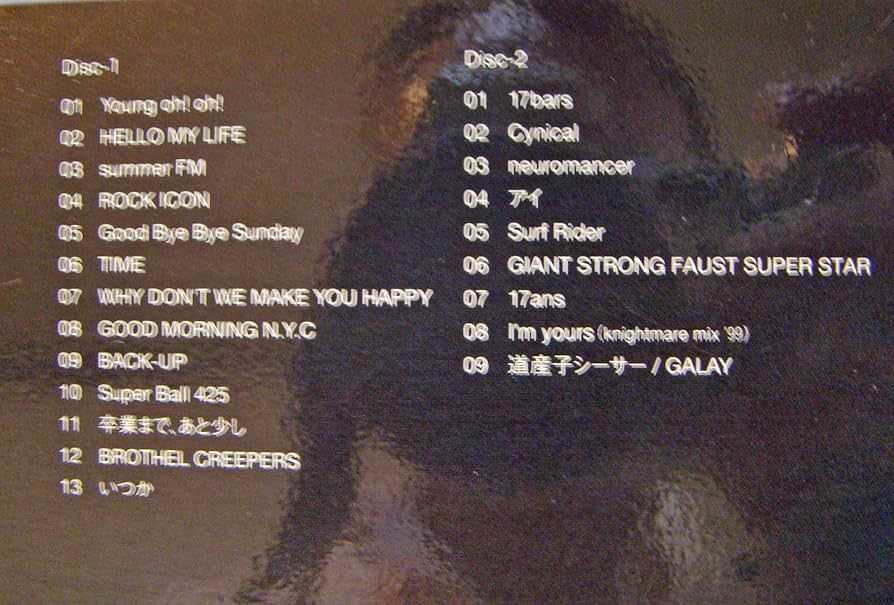 Disc-1
01 Young oh! oh!
02 HELLO MY LIFE
03 summer FM
04 ROCK ICON
05 Good Bye Bye Sunday
06 TIME
07 WHY DON'T WE MAKE YOU HAPPY
08 GOOD MORNING N.Y.C
09 BACK-UP
10 Super Ball 425
11 卒業まで、あと少し
12 BROTHEL CREEPERS
13 いつか
Disc-2
01 17bars
02 Cynical
03 neuromancer
04 アイ
05 Surf Rider
06 GIANT STRONG FAUST SUPER STAR
07 17ans
08 I'm yours (knightmare mix '99)
09 道産子シーサー / GALAY